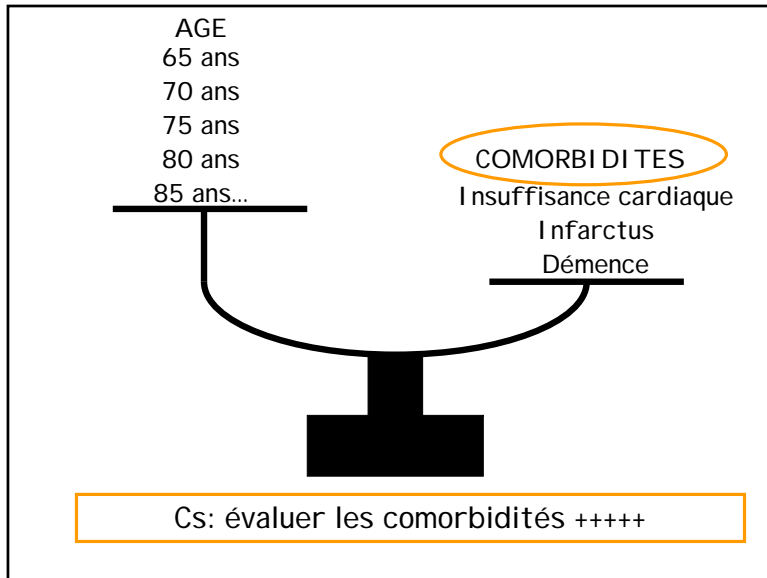 AGE
65 ans
70 ans
75 ans
80 ans
85 ans...
COMORBIDITES
Insuffisance cardiaque
Infarctus
Démence
Cs: évaluer les comorbidités +++++